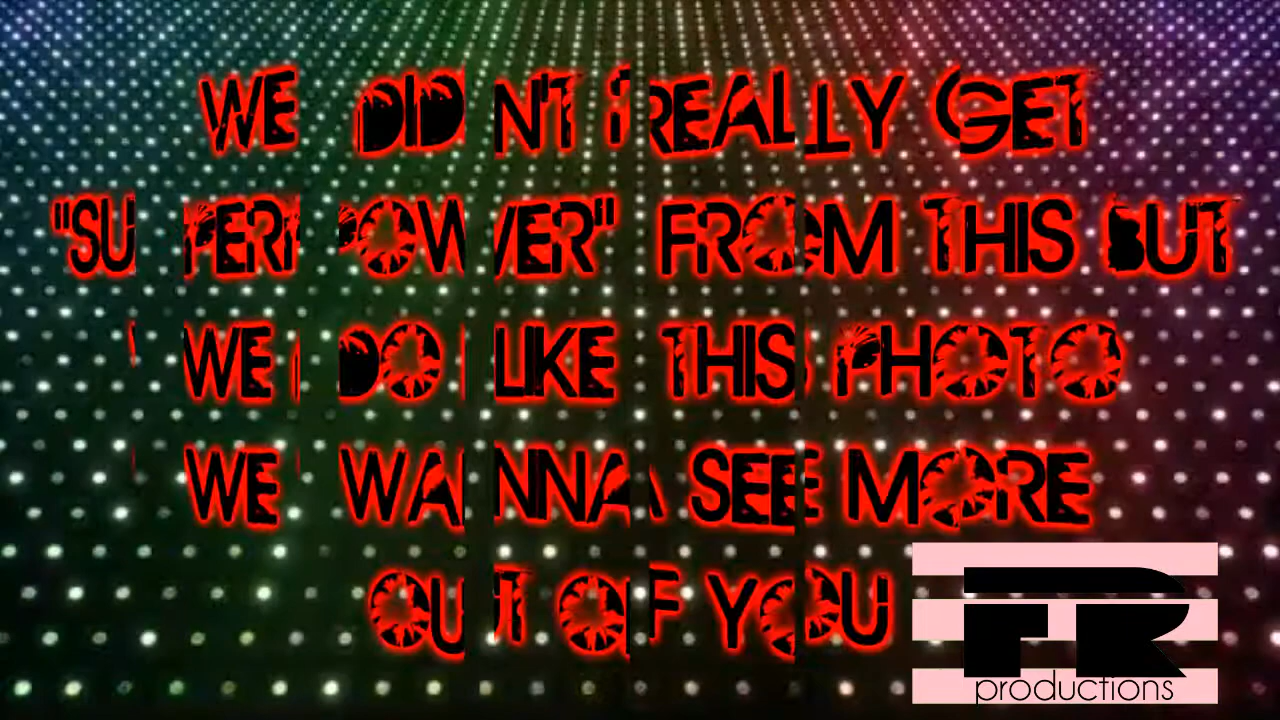 WE DIDN'T REALLY GET
"SUPERPOWER" FROM THIS BUT
WE DO LIKE THIS PHOTO
WE WANNA SEE MORE
OUT OF YOU
FR
productions